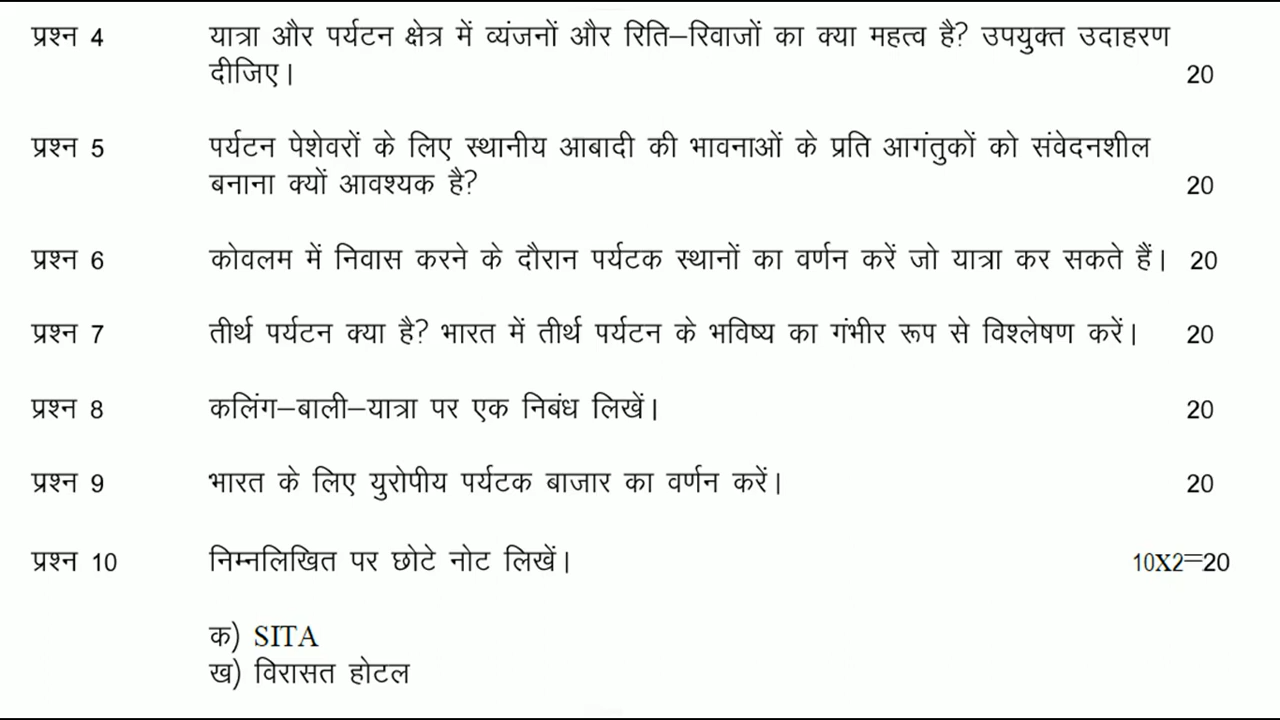 प्रश्न 4 यात्रा और पर्यटन क्षेत्र में व्यंजनों और रिति–रिवाजों का क्या महत्व है? उपयुक्त उदाहरण
दीजिए। 20
प्रश्न 5 पर्यटन पेशेवरों के लिए स्थानीय आबादी की भावनाओं के प्रति आगंतुकों को संवेदनशील
बनाना क्यों आवश्यक है? 20
प्रश्न 6 कोवलम में निवास करने के दौरान पर्यटक स्थानों का वर्णन करें जो यात्रा कर सकते हैं। 20
प्रश्न 7 तीर्थ पर्यटन क्या है? भारत में तीर्थ पर्यटन के भविष्य का गंभीर रूप से विश्लेषण करें। 20
प्रश्न 8 कलिंग–बाली–यात्रा पर एक निबंध लिखें। 20
प्रश्न 9 भारत के लिए युरोपीय पर्यटक बाजार का वर्णन करें। 20
प्रश्न 10 निम्नलिखित पर छोटे नोट लिखें। 10X2=20
क) SITA
ख) विरासत होटल